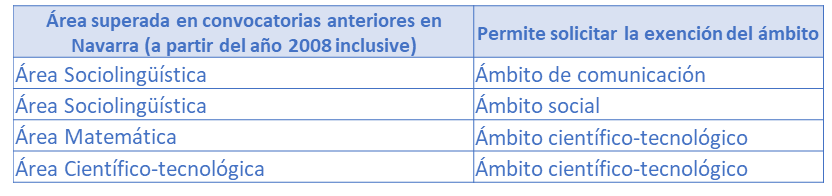 Área superada en convocatorias anteriores en
Navarra (a partir del año 2008 inclusive)
Permite solicitar la exención del ámbito
Área Sociolingüística
Ámbito de comunicación
Área Sociolingüística
Ámbito social
Área Matemática
Ámbito científico-tecnológico
Área Científico-tecnológica
Ámbito científico-tecnológico